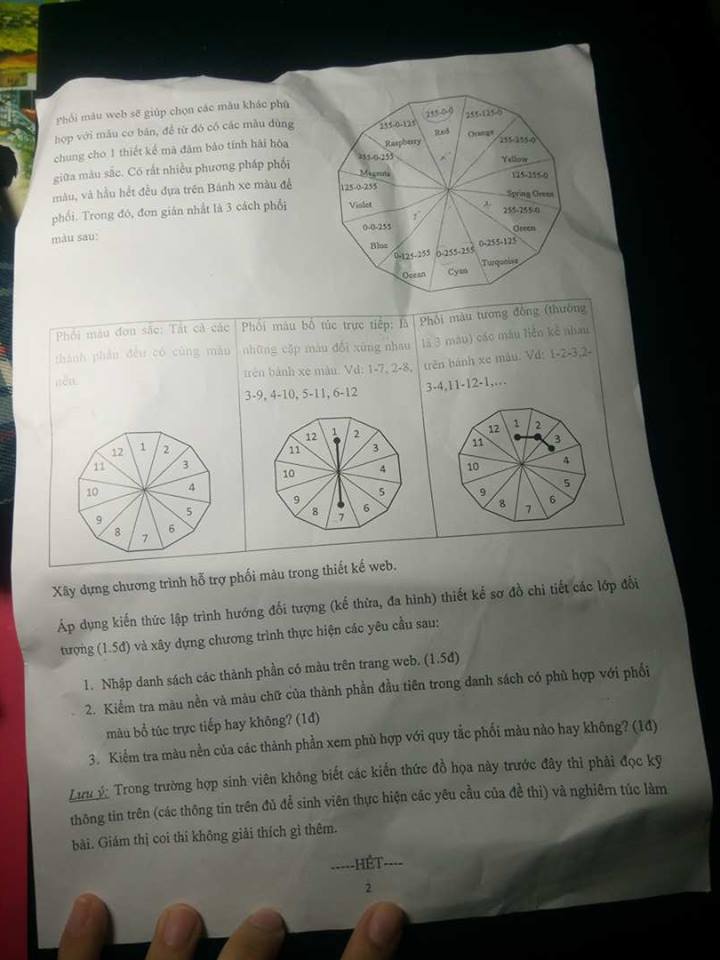 Phối màu web sẽ giúp chọn các màu khác phù
hợp với màu cơ bản, để từ đó có các màu dùng
chung cho 1 thiết kế mà đảm bảo tính hài hòa
giữa màu sắc. Có rất nhiều phương pháp phối
màu, và hầu hết đều dựa trên Bánh xe màu để
phối. Trong đó, đơn giản nhất là 3 cách phối
màu sau:
255-0-0
Red
255-125-0
Orange
255-255-0
Yellow
125-255-0
Spring Green
255-255-0
Green
0-255-125
Turquoise
0-255-255
Cyan
0-125-255
Ocean
0-0-255
Blue
125-0-255
Violet
255-0-255
Magenta
255-0-125
Raspberry
Phối màu đơn sắc: Tất cả các
thành phần đều có cùng màu
nền.
12 1 2 3 4 5 6 7 8 9 10 11
Phối màu bổ túc trực tiếp: là
những cặp màu đối xứng nhau
trên bánh xe màu. Vd: 1-7, 2-8,
3-9, 4-10, 5-11, 6-12
12 1 2 3 4 5 6 7 8 9 10 11
Phối màu tương đồng (thường
là 3 màu) các màu liền kề nhau
trên bánh xe màu. Vd: 1-2-3,2-
3-4,11-12-1,...
12 1 2 3 4 5 6 7 8 9 10 11
Xây dựng chương trình hỗ trợ phối màu trong thiết kế web.
Áp dụng kiến thức lập trình hướng đối tượng (kế thừa, đa hình) thiết kế sơ đồ chi tiết các lớp đối
tượng (1.5đ) và xây dựng chương trình thực hiện các yêu cầu sau:
1. Nhập danh sách các thành phần có màu trên trang web. (1.5đ)
2. Kiểm tra màu nền và màu chữ của thành phần đầu tiên trong danh sách có phù hợp với phối
màu bổ túc trực tiếp hay không? (1đ)
3. Kiểm tra màu nền của các thành phần xem phù hợp với quy tắc phối màu nào hay không? (1đ)
Lưu ý: Trong trường hợp sinh viên không biết các kiến thức đồ họa này trước đây thì phải đọc kỹ
thông tin trên (các thông tin trên đủ để sinh viên thực hiện các yêu cầu của đề thi) và nghiêm túc làm
bài. Giám thị coi thi không giải thích gì thêm.
-----HẾT----
2